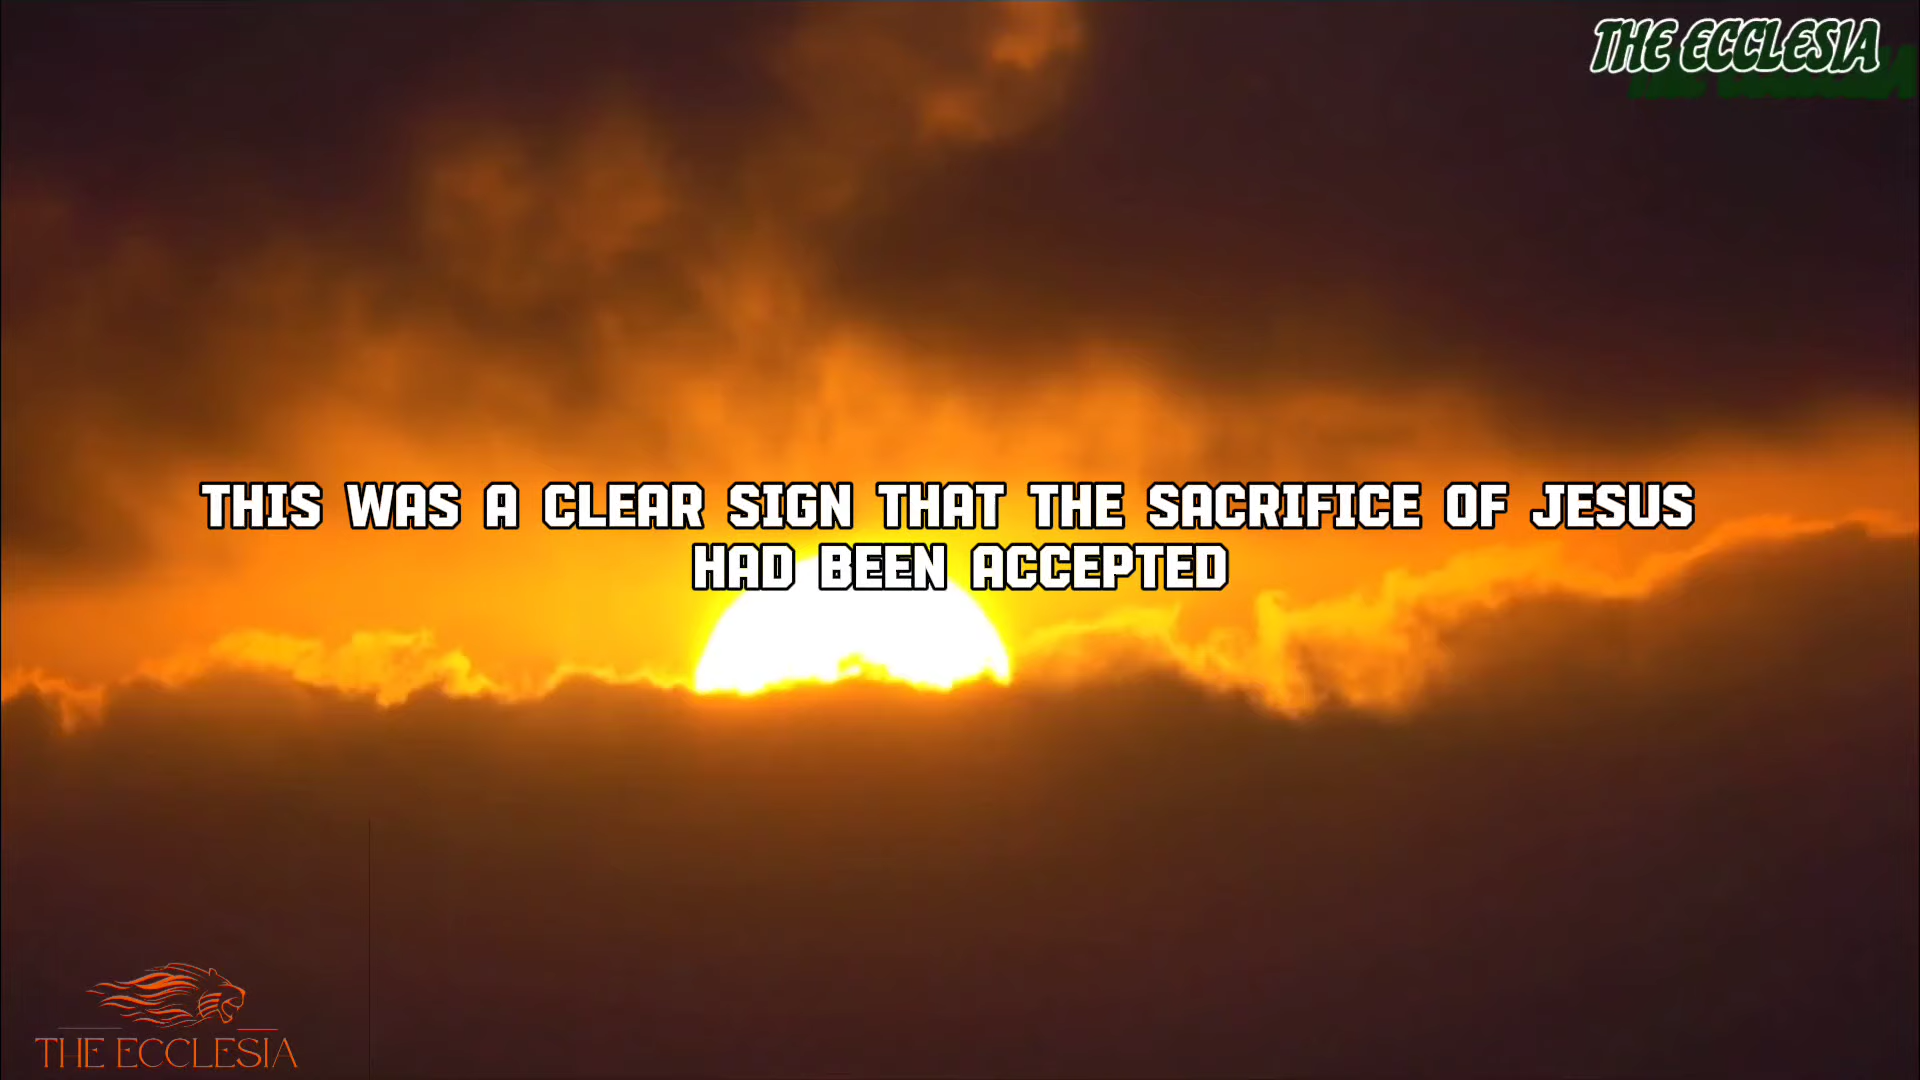 THE ECCLESIA
THIS WAS A CLEAR SIGN THAT THE SACRIFICE OF JESUS
HAD BEEN ACCEPTED
THE ECCLESIA